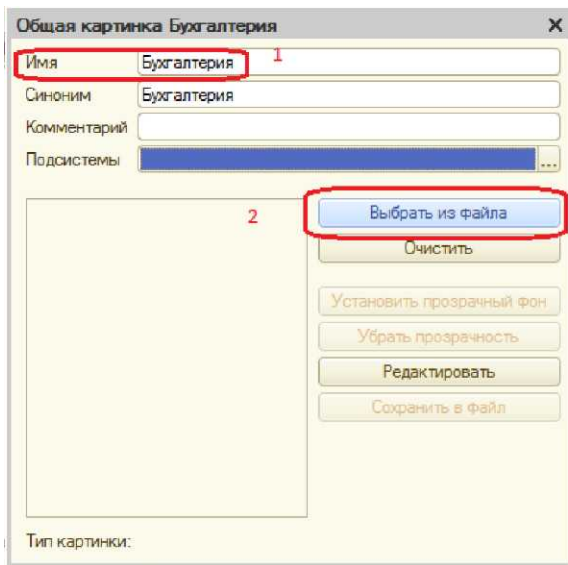 Общая картинка Бухгалтерия X
Имя Бухгалтерия 1
Синоним Бухгалтерия
Комментарий
Подсистемы ...
2 Выбрать из файла
Очистить
Установить прозрачный фон
Убрать прозрачность
Редактировать
Сохранить в файл
Тип картинки: